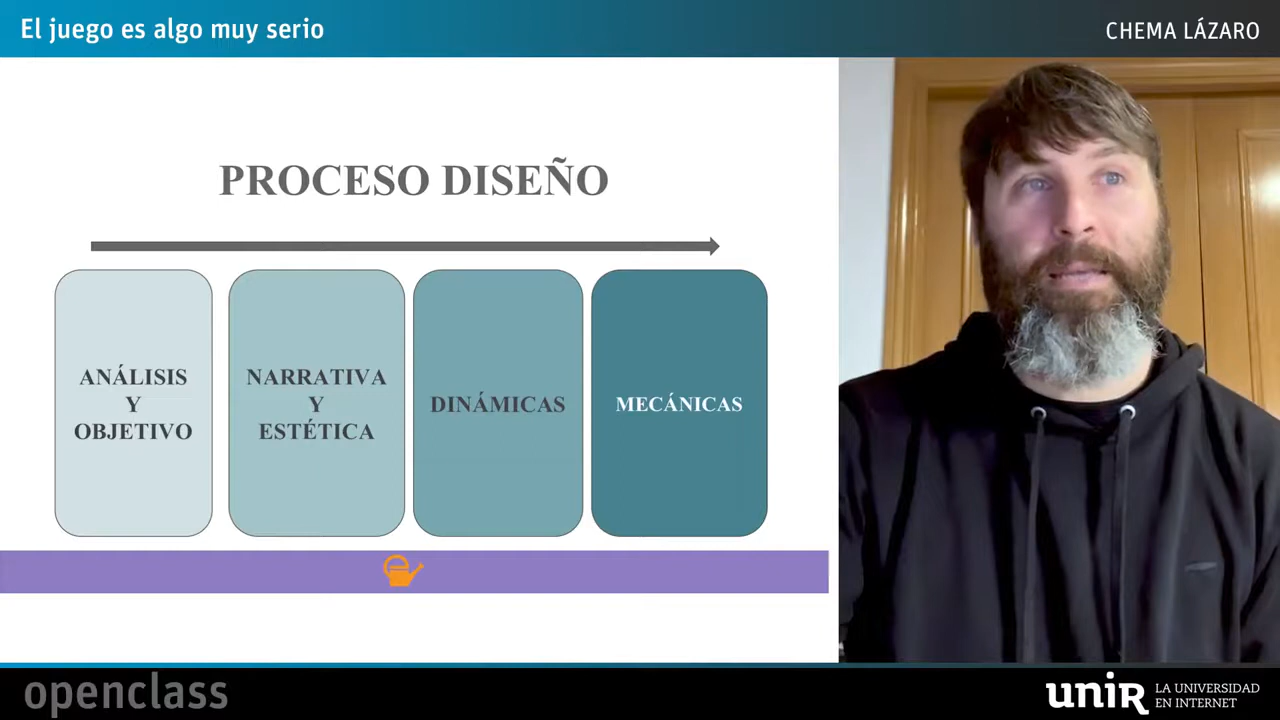 El juego es algo muy serio
CHEMA LÁZARO
PROCESO DISEÑO
ANÁLISIS
Y
OBJETIVO
NARRATIVA
Y
ESTÉTICA
DINÁMICAS
MECÁNICAS
openclass
unir
LA UNIVERSIDAD
EN INTERNET